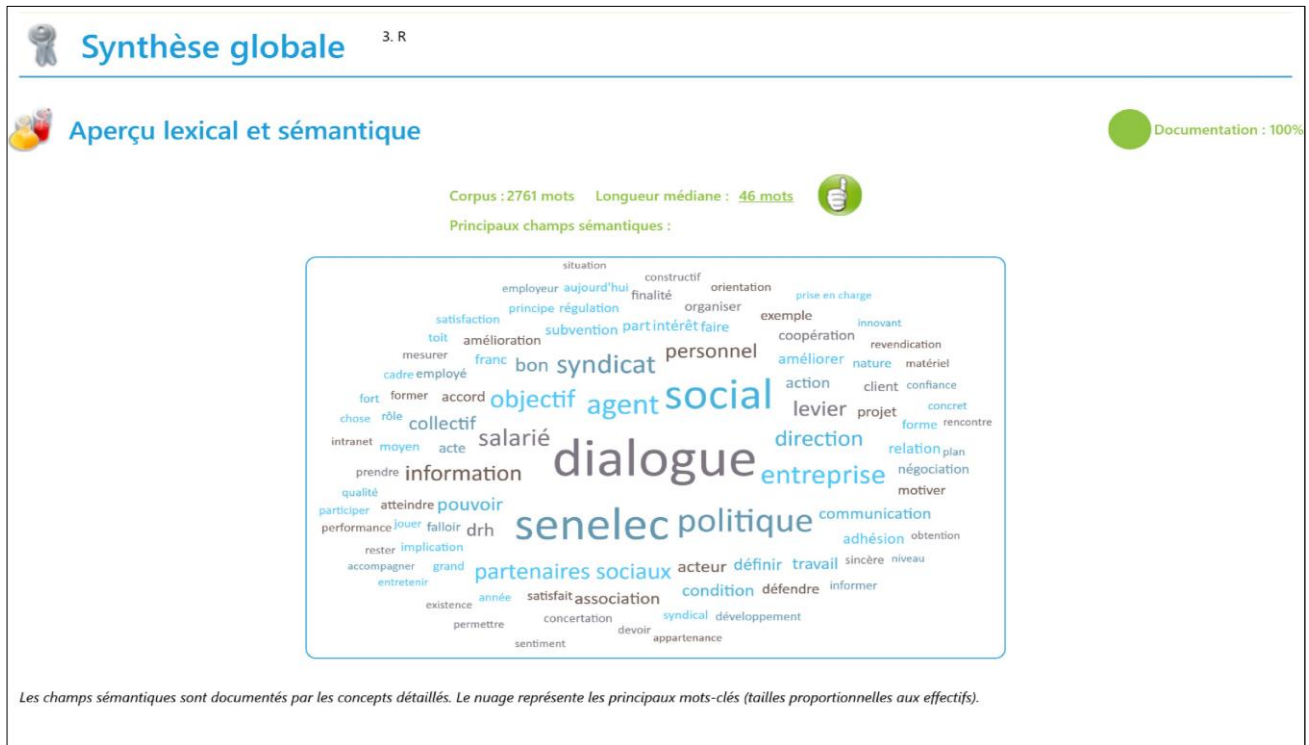 Synthèse globale 3. R
Aperçu lexical et sémantique
Documentation : 100%
Corpus : 2761 mots Longueur médiane : 46 mots
Principaux champs sémantiques :
situation
constructif
employeur aujourd'hui finalité orientation prise en charge
principe régulation organiser exemple
satisfaction subvention part intérêt faire innovant
toit amélioration coopération revendication
mesurer franc bon syndicat personnel améliorer nature matériel
cadre employé action client confiance
fort former accord objectif agent social levier projet concret
chose rôle collectif forme rencontre
intranet moyen acte salarié dialogue direction relation plan
prendre information entreprise négociation
qualité motiver
participer atteindre pouvoir senelec politique communication
performance jouer falloir drh adhésion obtention
rester implication
accompagner grand partenaires sociaux acteur définir travail sincère niveau
entretenir condition défendre informer
existence année satisfait association
permettre concertation syndical développement
devoir
sentiment appartenance
Les champs sémantiques sont documentés par les concepts détaillés. Le nuage représente les principaux mots-clés (tailles proportionnelles aux effectifs).